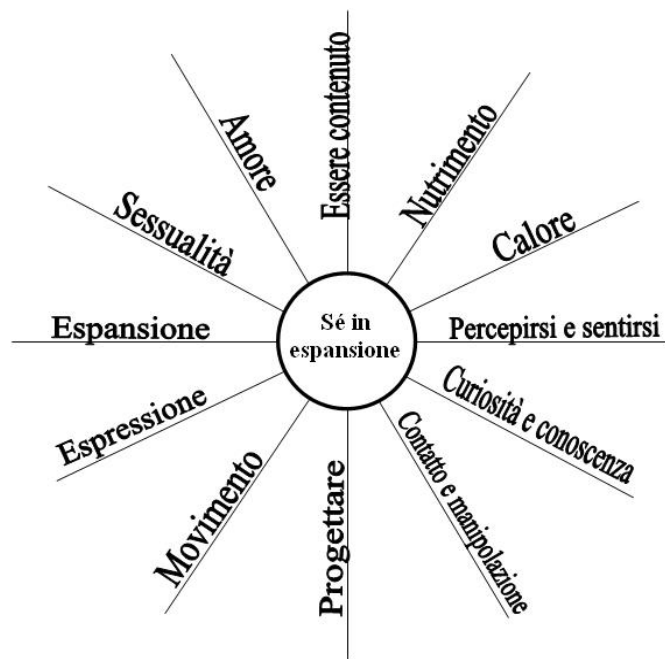 Essere contenuto
Nutrimento
Calore
Percepirsi e sentirsi
Curiosità e conoscenza
Contatto e manipolazione
Progettare
Movimento
Espressione
Espansione
Sessualità
Amore
Sé in
espansione